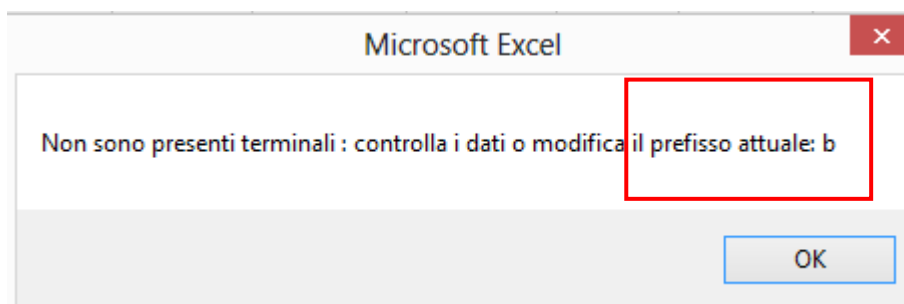 Microsoft Excel
Non sono presenti terminali : controlla i dati o modifica il prefisso attuale: b
OK